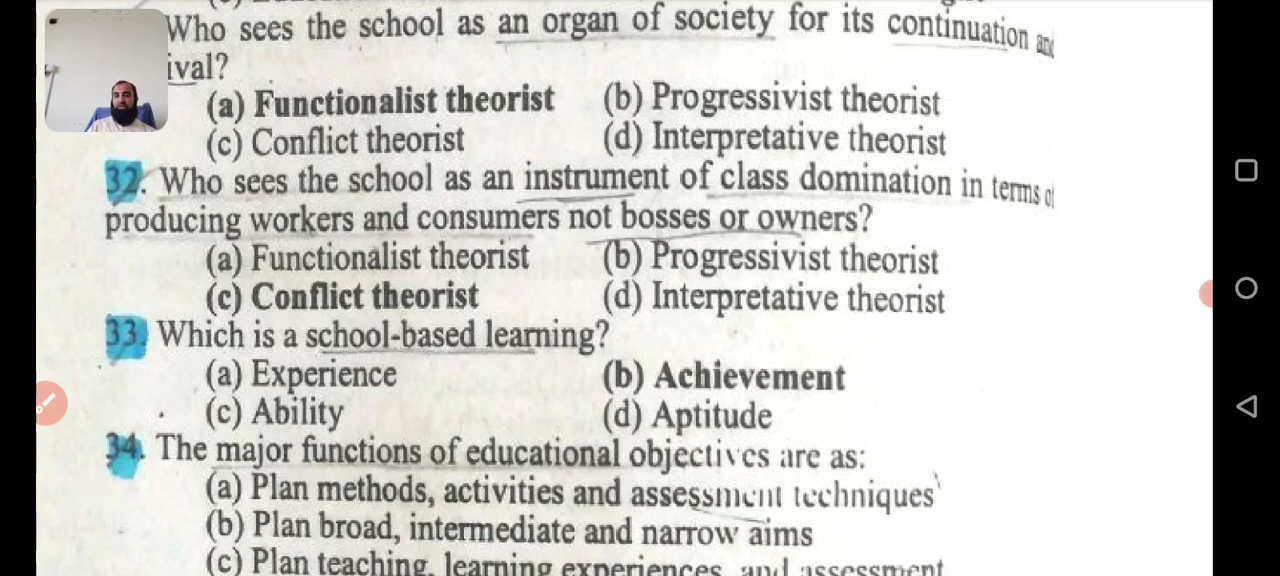 Who sees the school as an organ of society for its continuation and
ival?
(a) Functionalist theorist (b) Progressivist theorist
(c) Conflict theorist (d) Interpretative theorist
32. Who sees the school as an instrument of class domination in terms of
producing workers and consumers not bosses or owners?
(a) Functionalist theorist (b) Progressivist theorist
(c) Conflict theorist (d) Interpretative theorist
33. Which is a school-based learning?
(a) Experience (b) Achievement
(c) Ability (d) Aptitude
34. The major functions of educational objectives are as:
(a) Plan methods, activities and assessment techniques
(b) Plan broad, intermediate and narrow aims
(c) Plan teaching, learning experiences, and assessment